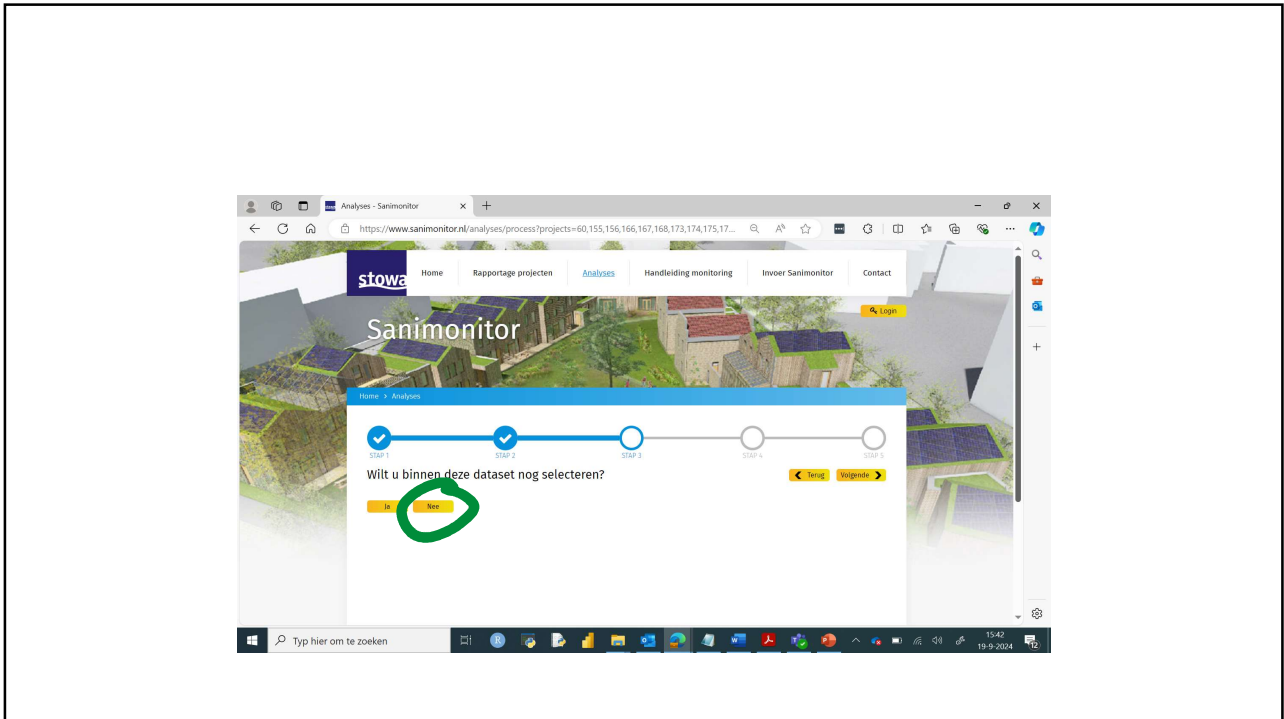 Analyses - Sanimonitor
https://www.sanimonitor.nl/analyses/process?projects=60,155,156,166,167,168,173,174,175,17...
stowa
Home Rapportage projecten Analyses Handleiding monitoring Invoer Sanimonitor Contact
Login
Sanimonitor
Home > Analyses
STAP 1 STAP 2 STAP 3 STAP 4 STAP 5
Wilt u binnen deze dataset nog selecteren?
Terug Volgende
Ja Nee
Typ hier om te zoeken
15:42
19-9-2024
12